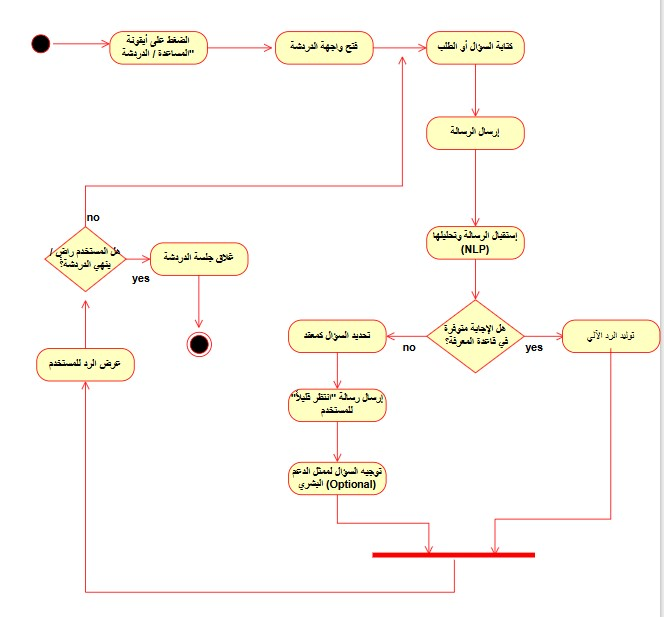 الضغط على أيقونة
المساعدة / الدردشة"
فتح واجهة الدردشة
كتابة السؤال أو الطلب
إرسال الرسالة
إستقبال الرسالة وتحليلها
(NLP)
هل الإجابة متوفرة
في قاعدة المعرفة؟
no
yes
تحديد السؤال كمعقد
توليد الرد الآلي
إرسال رسالة "انتظر قليلاً"
للمستخدم
توجيه السؤال لممثل الدعم
البشري (Optional)
عرض الرد للمستخدم
هل المستخدم راضٍ /
ينهي الدردشة؟
no
yes
غلاق جلسة الدردشة